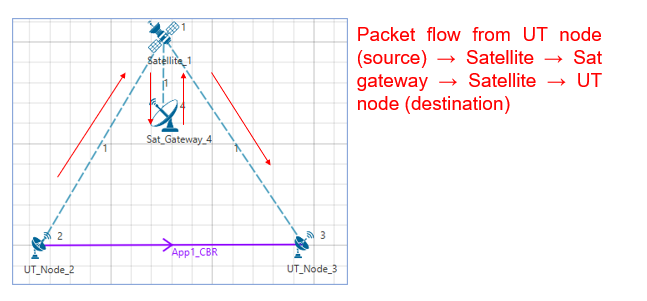 Packet flow from UT node
(source) → Satellite → Sat
gateway → Satellite → UT
node (destination)
1
Satellite_1
1
4
Sat_Gateway_4
1
1
2
3
App1_CBR
UT_Node_2
UT_Node_3